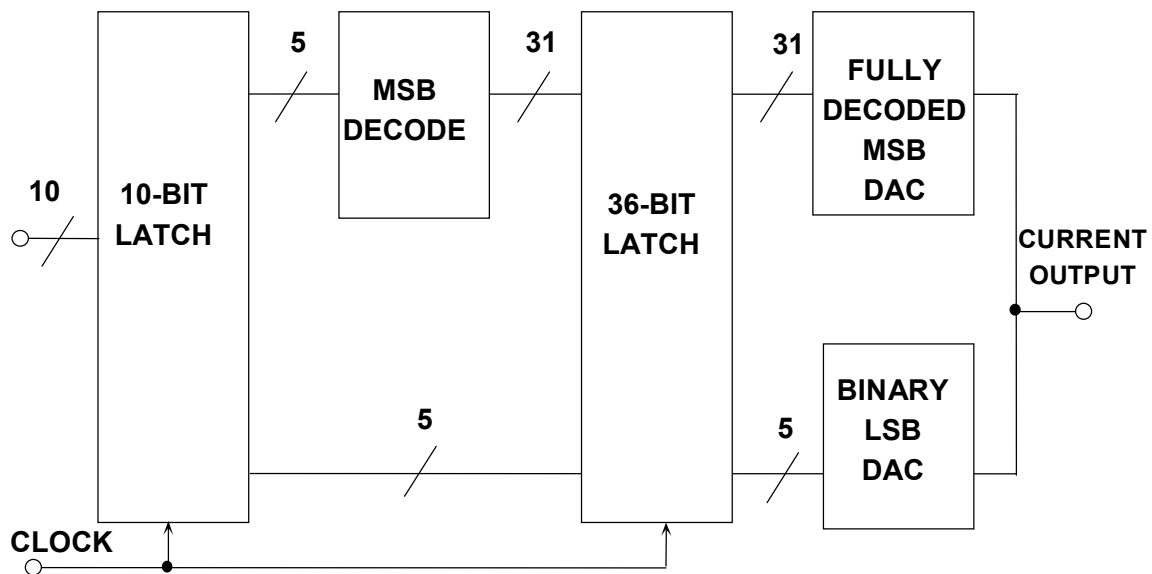 5
31
31
MSB
DECODE
FULLY
DECODED
MSB
DAC
10
10-BIT
LATCH
36-BIT
LATCH
CURRENT
OUTPUT
5
5
BINARY
LSB
DAC
CLOCK